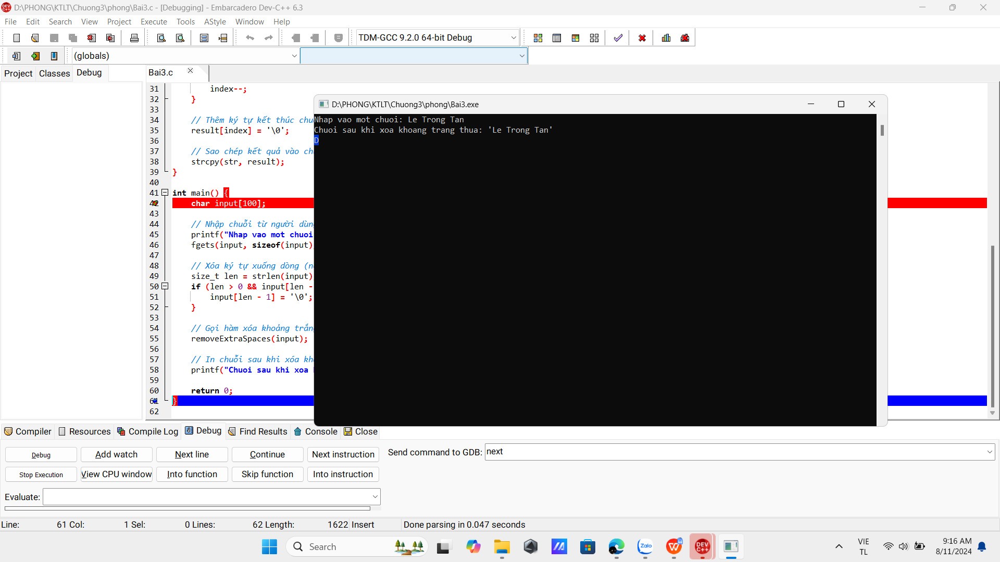 D:\PHONG\KTLT\Chuong3\phong\Bai3.c - [Debugging] - Embarcadero Dev-C++ 6.3
File Edit Search View Project Execute Tools AStyle Window Help
TDM-GCC 9.2.0 64-bit Debug
(globals)
Project Classes Debug
Bai3.c
31 index--;
32 }
33
34 // Thêm ký tự kết thúc
35 result[index] = '\0';
36
37 // Sao chép kết quả vào
38 strcpy(str, result);
39 }
40
41 int main() {
42 char input[100];
43
44 // Nhập chuỗi từ người
45 printf("Nhap vao mot chuoi
46 fgets(input, sizeof(input)
47
48 // Xóa ký tự xuống dòng
49 size_t len = strlen(input)
50 if (len > 0 && input[len -
51 input[len - 1] = '\0';
52 }
53
54 // Gọi hàm xóa khoảng
55 removeExtraSpaces(input);
56
57 // In chuỗi sau khi xóa
58 printf("Chuoi sau khi xoa
59
60 return 0;
61 }
62
D:\PHONG\KTLT\Chuong3\phong\Bai3.exe
Nhap vao mot chuoi: Le Trong Tan
Chuoi sau khi xoa khoang trang thua: 'Le Trong Tan'
D
Compiler Resources Compile Log Debug Find Results Console Close
Debug Add watch Next line Continue Next instruction
Send command to GDB: next
Stop Execution View CPU window Into function Skip function Into instruction
Evaluate:
Line: 61 Col: 1 Sel: 0 Lines: 62 Length: 1622 Insert Done parsing in 0.047 seconds
Search
Zalo
DEV C++
VIE
TL
9:16 AM
8/11/2024